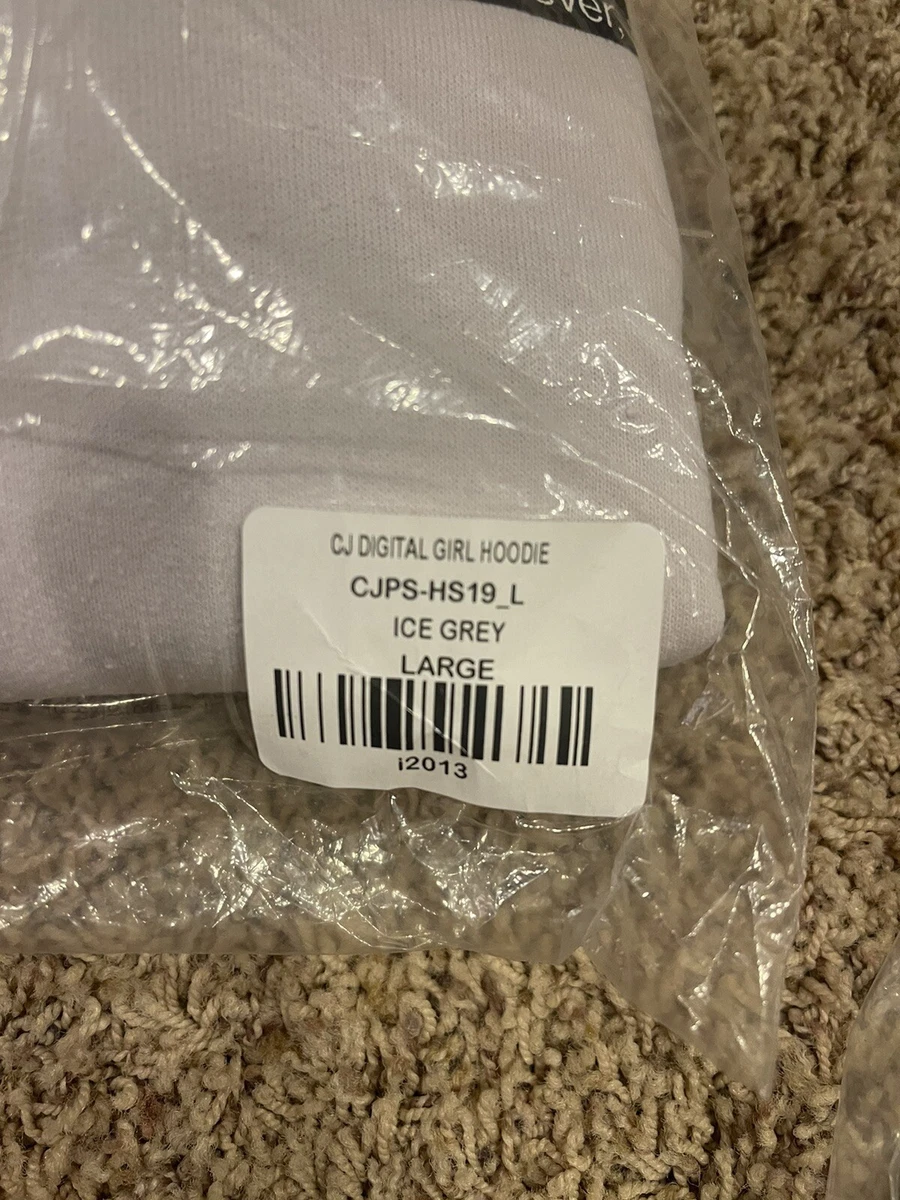 CJ DIGITAL GIRL HOODIE
CJPS-HS19_L
ICE GREY
LARGE
i2013